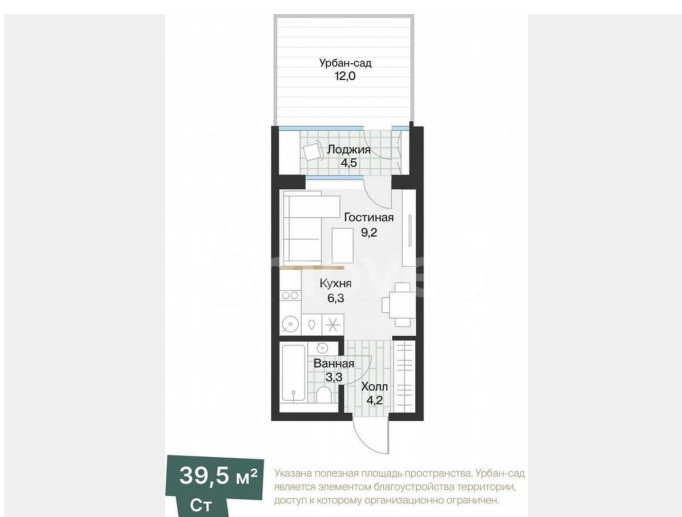 Урбан-сад
12,0
Лоджия
4,5
Гостиная
9,2
Кухня
6,3
Ванная
3,3
Холл
4,2
39,5 м²
Ст
Указана полезная площадь пространства. Урбан-сад
является элементом благоустройства территории,
доступ к которому организационно ограничен.